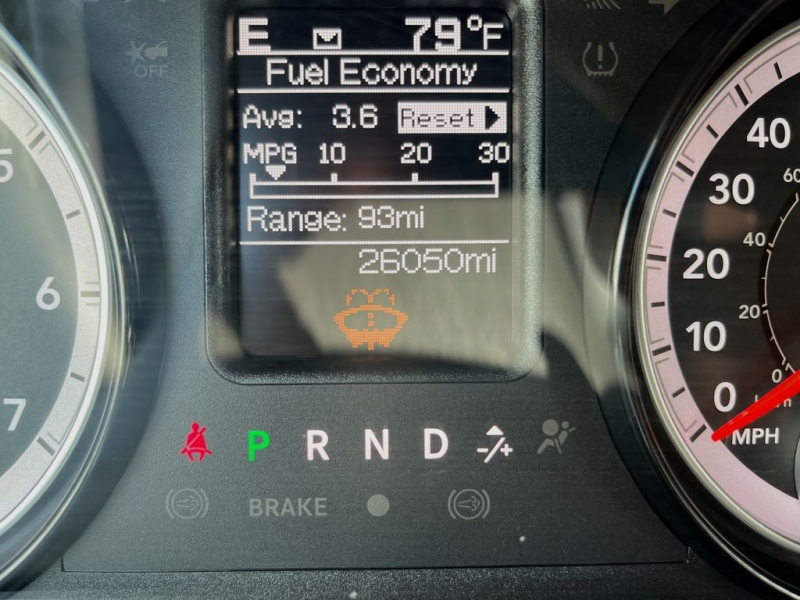 E 79°F
OFF
Fuel Economy
Avg: 3.6 Reset
MPG 10 20 30
Range: 93mi
26050mi
5
6
7
40
30
20
10
0
MPH
60
40
20
0
P R N D -/+
BRAKE